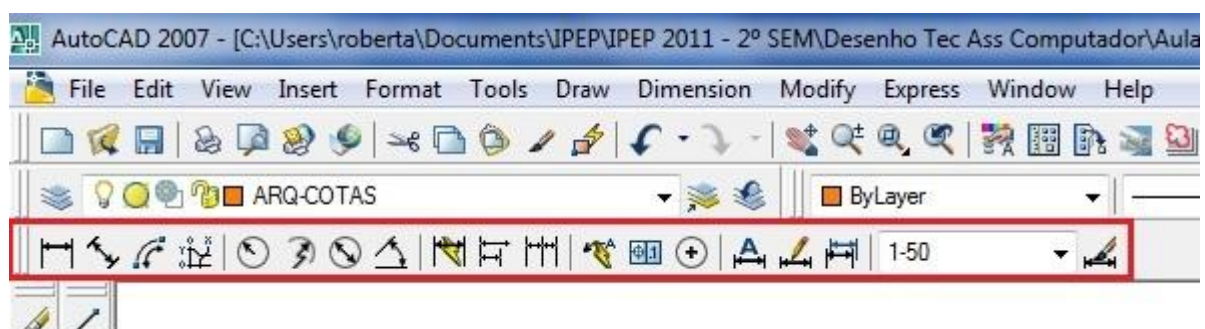 AutoCAD 2007 - [C:\Users\roberta\Documents\IPEP\IPEP 2011 - 2º SEM\Desenho Tec Ass Computador\Aula
File Edit View Insert Format Tools Draw Dimension Modify Express Window Help
ARQ-COTAS ByLayer
1-50